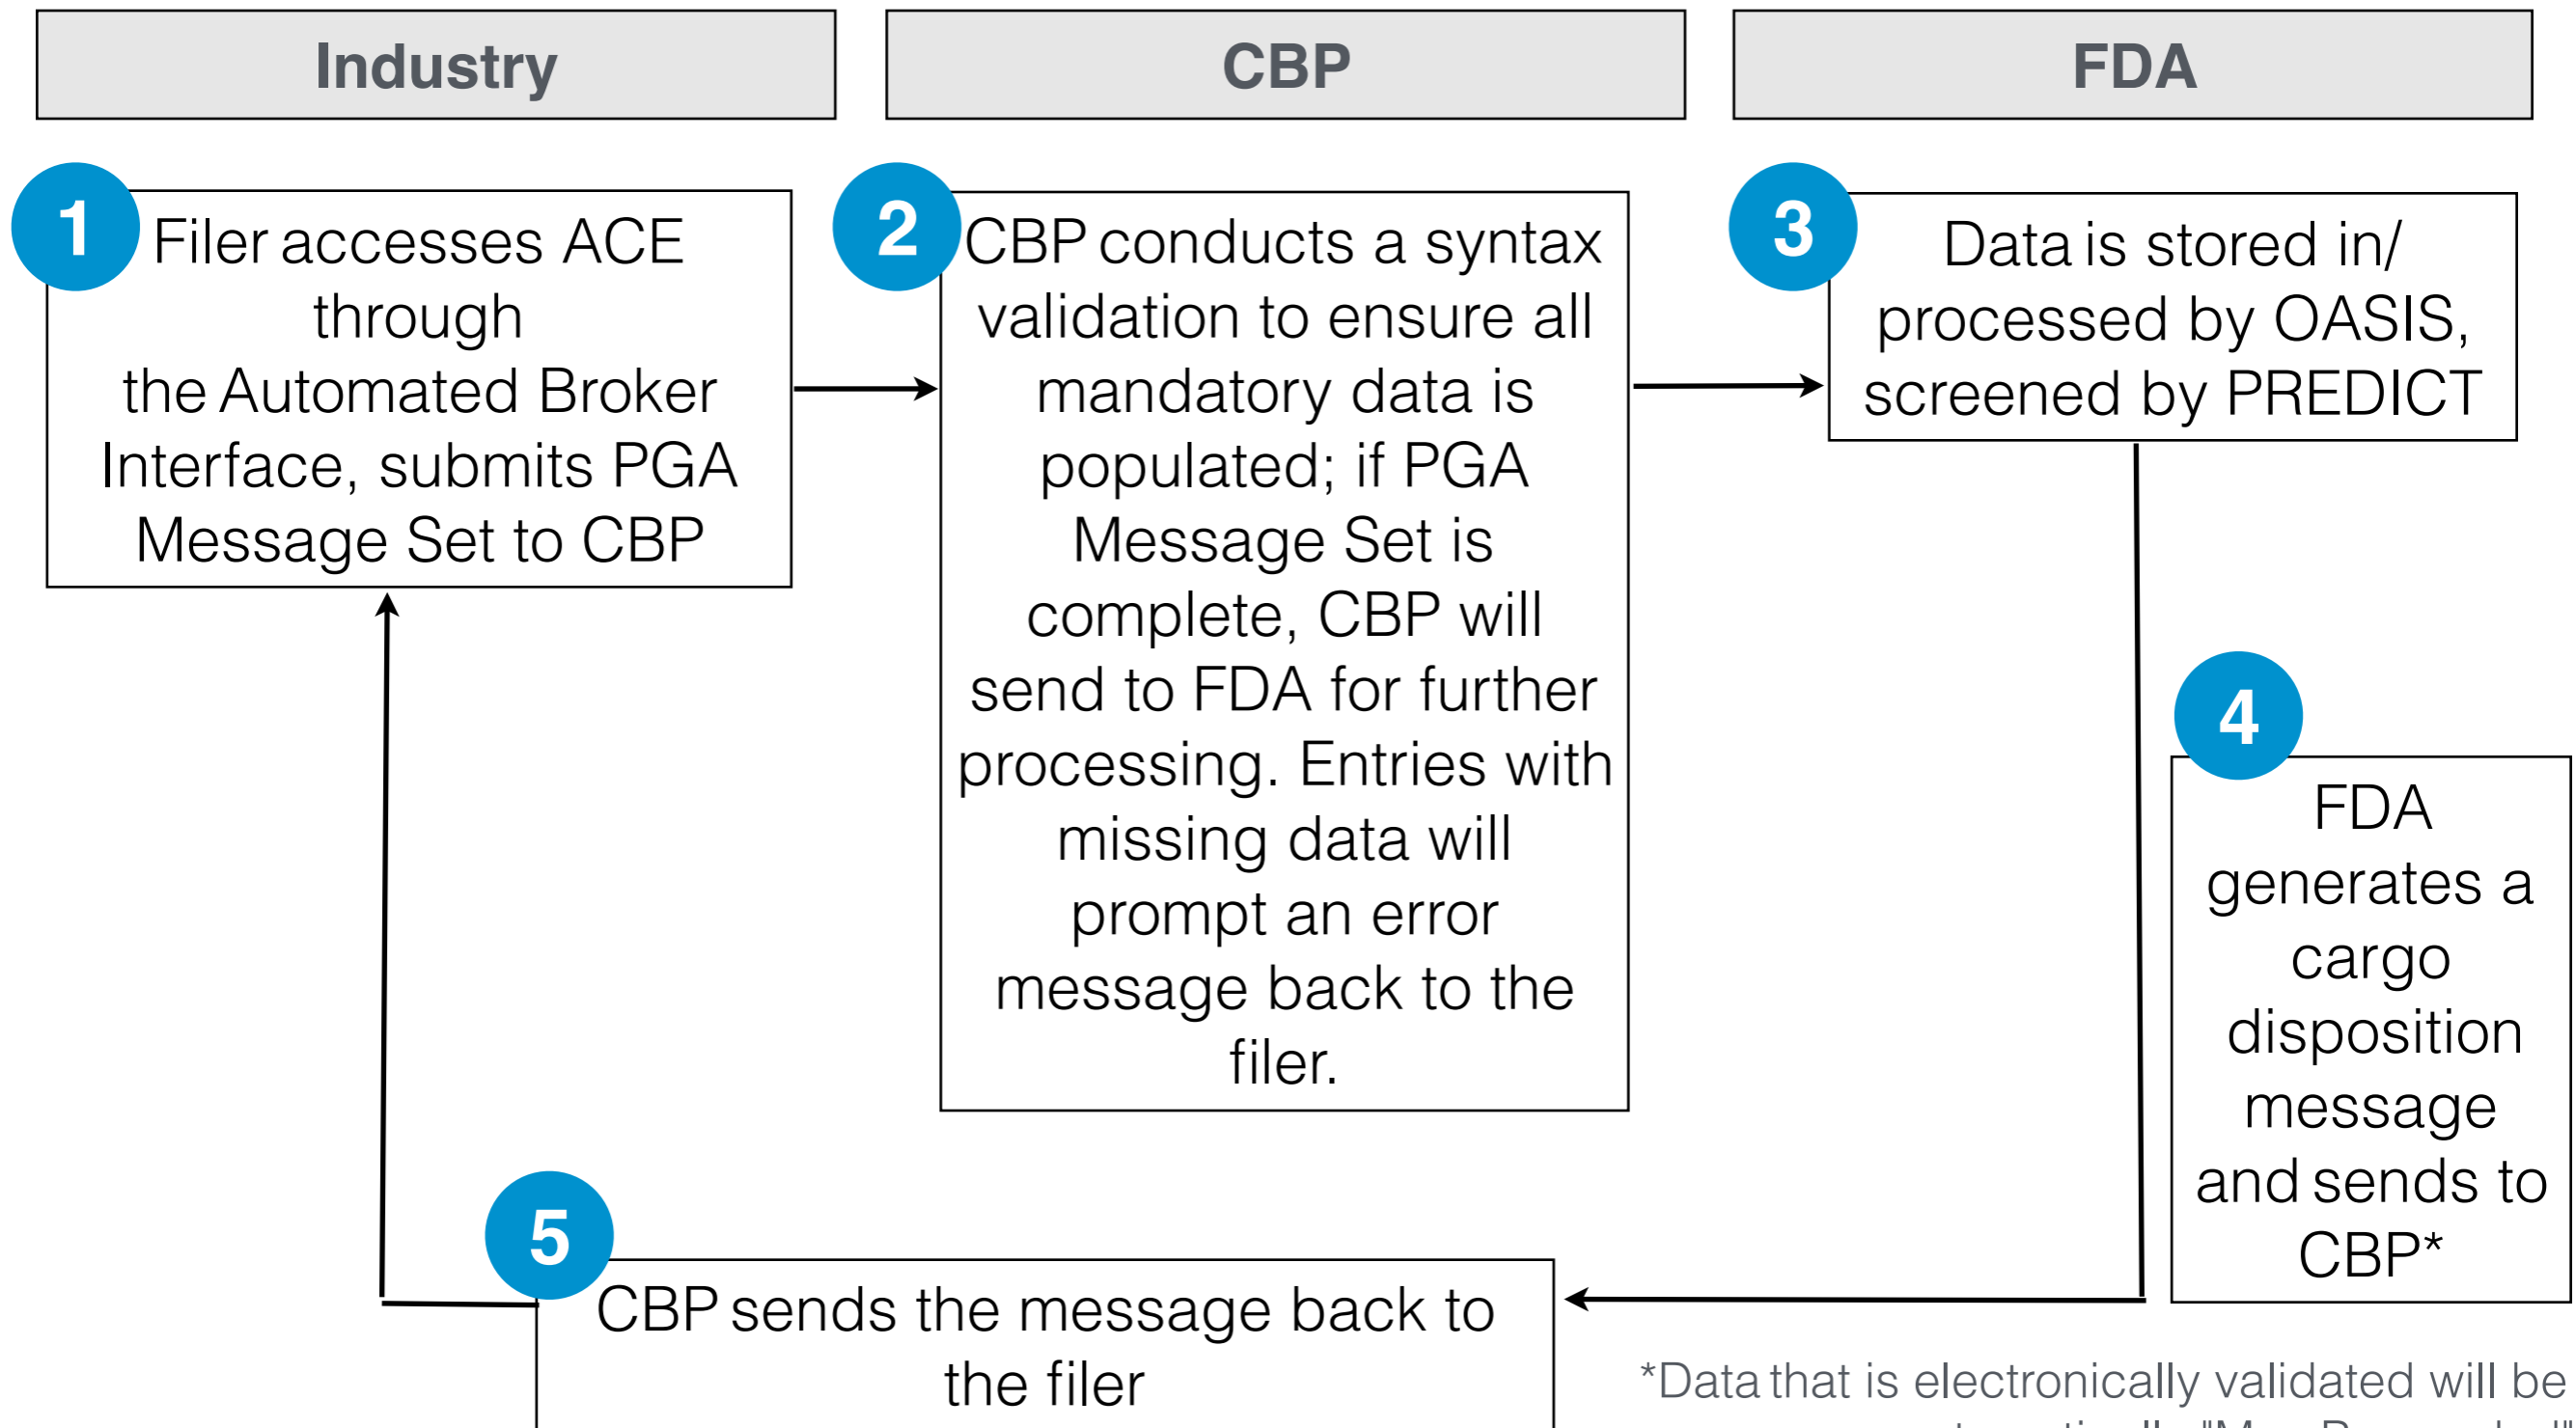 Industry
CBP
FDA
1
Filer accesses ACE
through
the Automated Broker
Interface, submits PGA
Message Set to CBP
2
CBP conducts a syntax
validation to ensure all
mandatory data is
populated; if PGA
Message Set is
complete, CBP will
send to FDA for further
processing. Entries with
missing data will
prompt an error
message back to the
filer.
3
Data is stored in/
processed by OASIS,
screened by PREDICT
4
FDA
generates a
cargo
disposition
message
and sends to
CBP*
5
CBP sends the message back to
the filer
*Data that is electronically validated will be
"May Proceeded"